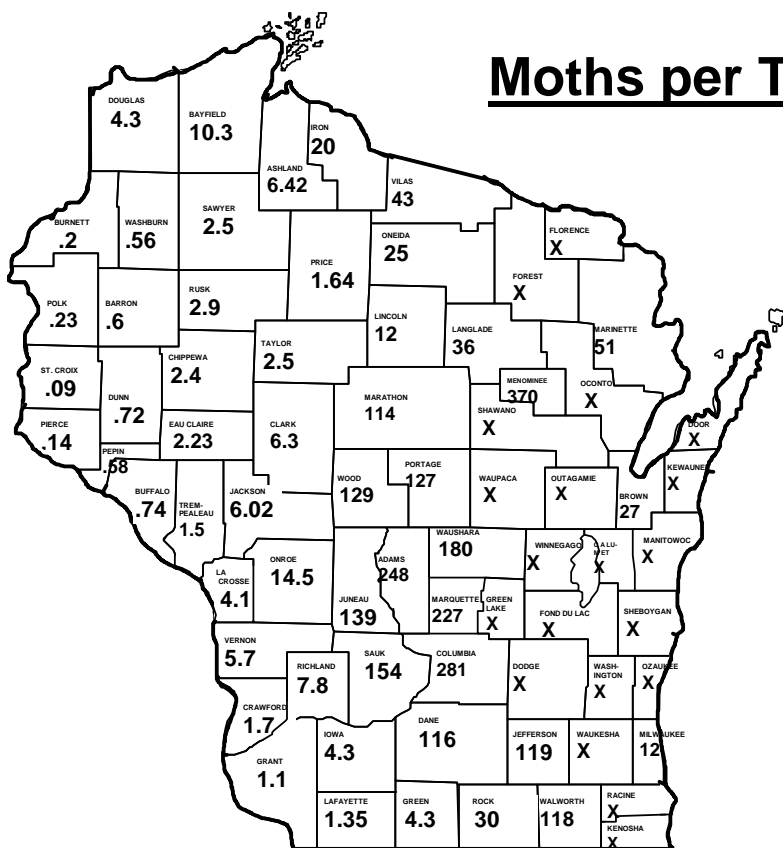 Moths per T
DOUGLAS
4.3
BAYFIELD
10.3
IRON
20
ASHLAND
6.42
VILAS
43
BURNETT
.2
WASHBURN
.56
SAWYER
2.5
PRICE
1.64
ONEIDA
25
FLORENCE
X
FOREST
X
POLK
.23
BARRON
.6
RUSK
2.9
LINCOLN
12
LANGLADE
36
MARINETTE
51
ST. CROIX
.09
DUNN
.72
CHIPPEWA
2.4
TAYLOR
2.5
MARATHON
114
MENOMINEE
370
OCONTO
X
SHAWANO
X
PIERCE
.14
PEPIN
.58
EAU CLAIRE
2.23
CLARK
6.3
DOOR
X
BUFFALO
.74
TREM-
PEALEAU
1.5
JACKSON
6.02
WOOD
129
PORTAGE
127
WAUPACA
X
OUTAGAMIE
X
BROWN
27
KEWAUNE
X
LA
CROSSE
4.1
ONROE
14.5
JUNEAU
139
ADAMS
248
WAUSHARA
180
WINNEGAGO
X
CALU-
MET
X
MANITOWOC
X
MARQUETTE
227
GREEN
LAKE
X
FOND DU LAC
X
SHEBOYGAN
X
VERNON
5.7
RICHLAND
7.8
SAUK
154
COLUMBIA
281
DODGE
X
WASH-
INGTON
X
OZAUKEE
X
CRAWFORD
1.7
GRANT
1.1
IOWA
4.3
DANE
116
JEFFERSON
119
WAUKESHA
X
MILWAUKEE
12
LAFAYETTE
1.35
GREEN
4.3
ROCK
30
WALWORTH
118
RACINE
X
KENOSHA
X